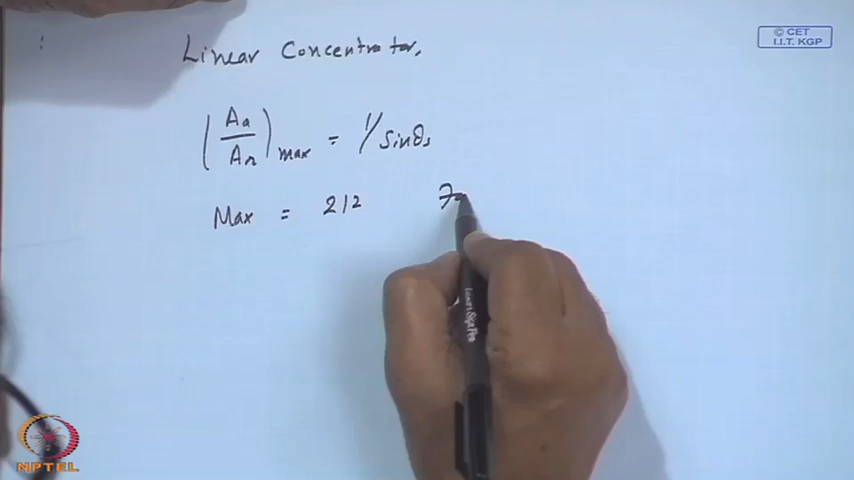 © CET
I.I.T. KGP
Linear Concentrator.
(Aa/Ar)max = 1/Sinθs
Max = 212
NPTEL